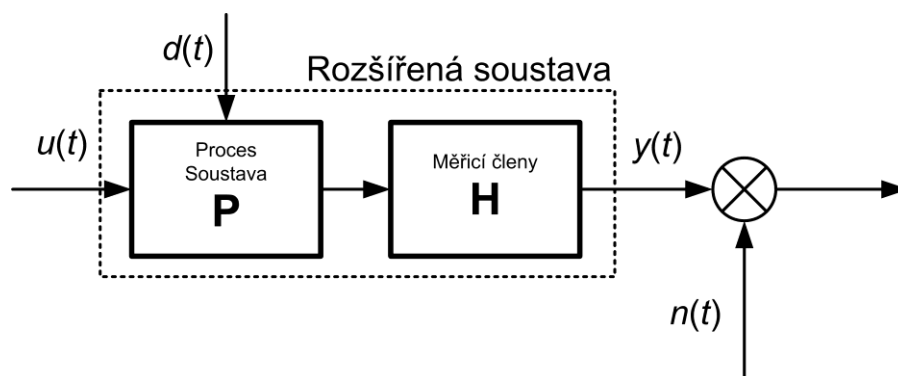 d(t)
Rozšířená soustava
u(t)
Proces
Soustava
P
Měřicí členy
H
y(t)
n(t)